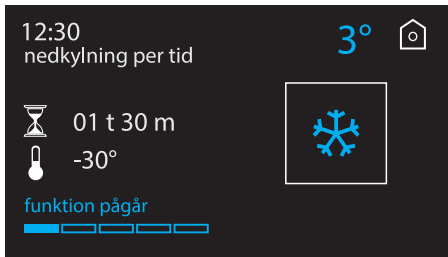 12:30
3°
nedkylning per tid
01 t 30 m
-30°
funktion pågår